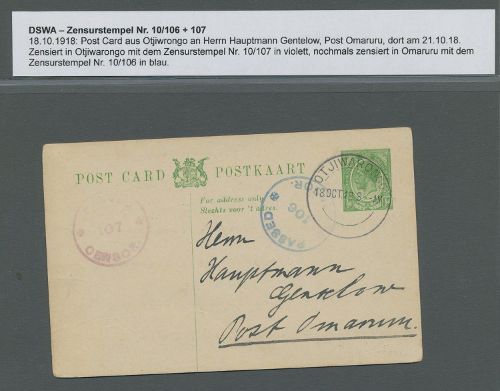 DSWA – Zensurstempel Nr. 10/106 + 107
18.10.1918: Post Card aus Otjiwrongo an Herrn Hauptmann Gentelow, Post Omaruru, dort am 21.10.18.
Zensiert in Otjiwarongo mit dem Zensurstempel Nr. 10/107 in violett, nochmals zensiert in Omaruru mit dem
Zensurstempel Nr. 10/106 in blau.
POST CARD
POSTKAART
For address only.
Slechts voor 't adres.
OTJIWARO
18 OCT 18
PASSED
106
107
CENSOR
Herrn
Hauptmann
Gentelow
Post Omaruru.